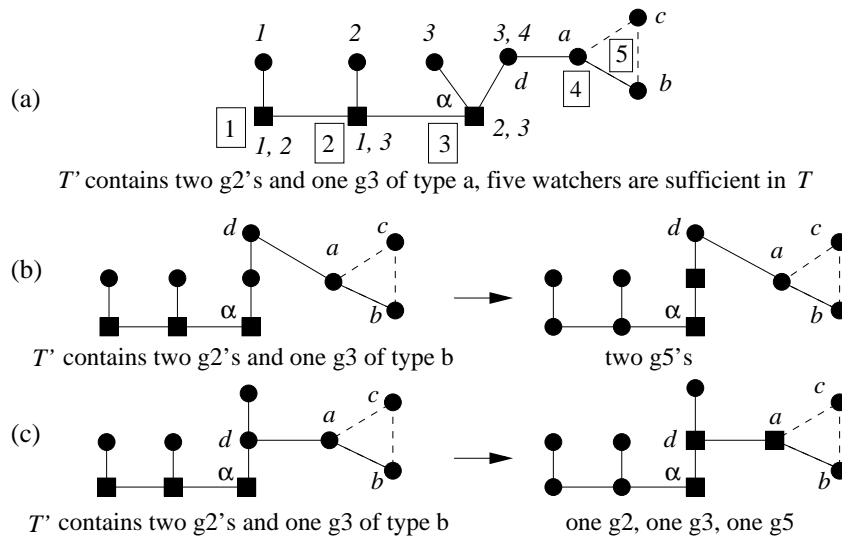 1 2 3 3, 4 a c
(a) α d 5 b
4
1 1, 2 2 1, 3 3 2, 3
T' contains two g2's and one g3 of type a, five watchers are sufficient in T
d a c d a c
(b)
α b α b
T' contains two g2's and one g3 of type b two g5's
(c) a c a c
d d
α b α b
T' contains two g2's and one g3 of type b one g2, one g3, one g5